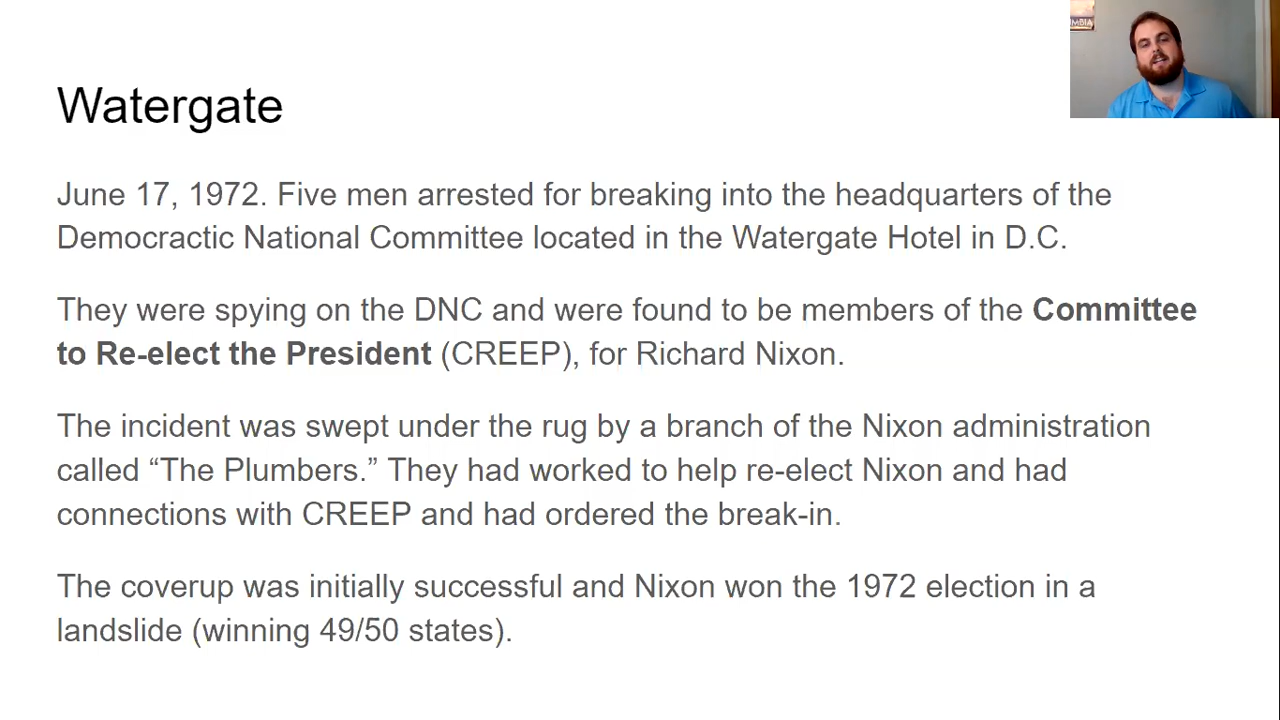 Watergate
June 17, 1972. Five men arrested for breaking into the headquarters of the
Democractic National Committee located in the Watergate Hotel in D.C.
They were spying on the DNC and were found to be members of the Committee
to Re-elect the President (CREEP), for Richard Nixon.
The incident was swept under the rug by a branch of the Nixon administration
called “The Plumbers.” They had worked to help re-elect Nixon and had
connections with CREEP and had ordered the break-in.
The coverup was initially successful and Nixon won the 1972 election in a
landslide (winning 49/50 states).